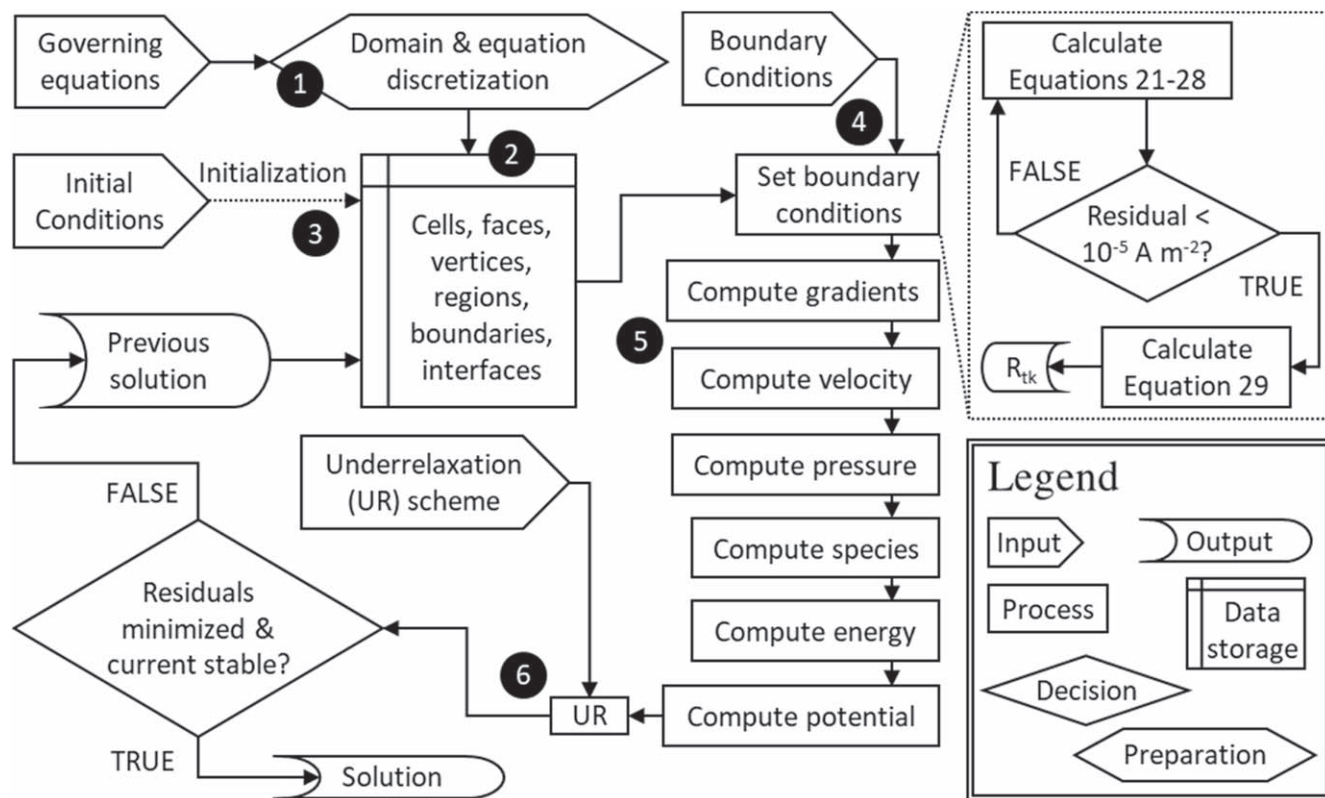 Governing
equations
1
Domain & equation
discretization
Boundary
Conditions
4
Initial
Conditions
Initialization
3
2
Cells, faces,
vertices,
regions,
boundaries,
interfaces
Previous
solution
Set boundary
conditions
Compute gradients
5
Compute velocity
Compute pressure
Compute species
Compute energy
Compute potential
Underrelaxation
(UR) scheme
6
UR
FALSE
Residuals
minimized &
current stable?
TRUE
Solution
Calculate
Equations 21-28
FALSE
Residual <
10⁻⁵ A m⁻²?
TRUE
Calculate
Equation 29
Rₜₖ
Legend
Input
Output
Process
Data
storage
Decision
Preparation